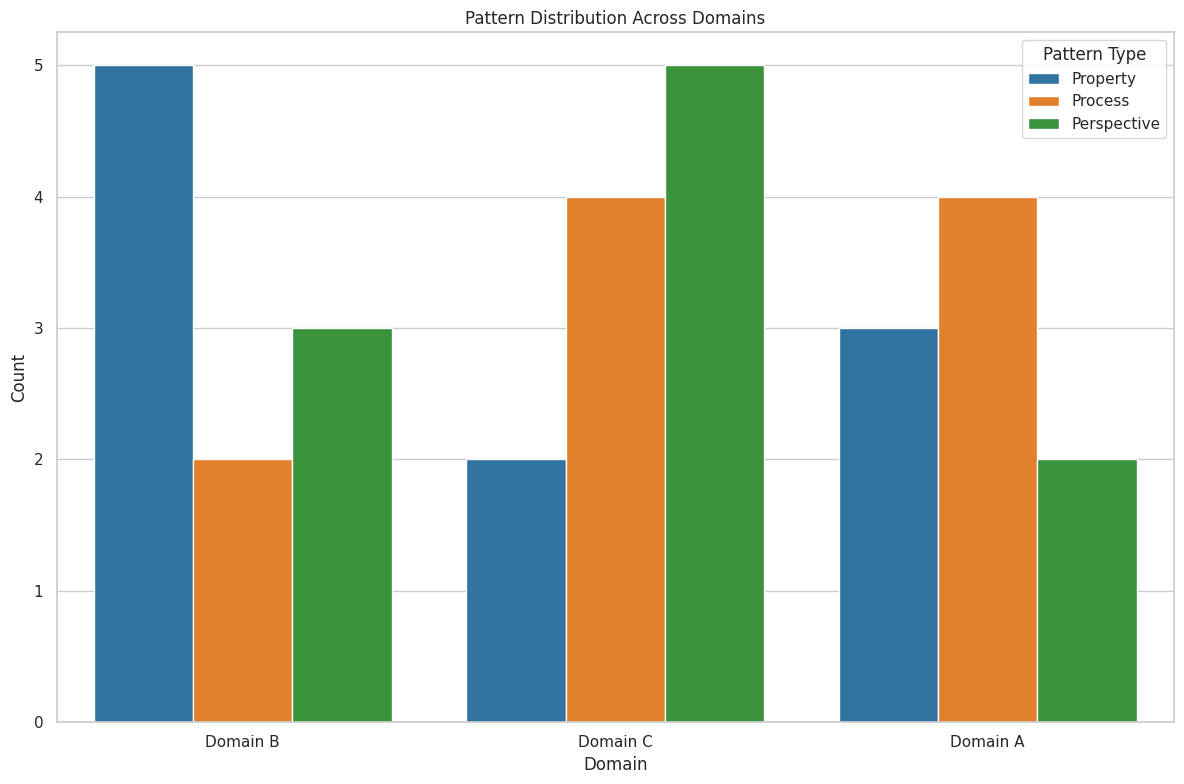 Pattern Distribution Across Domains
Pattern Type
Property
Process
Perspective
Count
5
4
3
2
1
0
Domain B
Domain C
Domain A
Domain